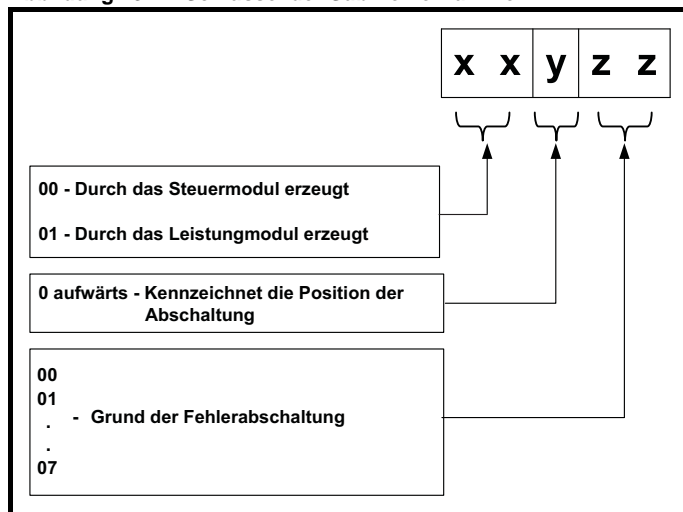 x x y z z
00 - Durch das Steuermodul erzeugt
01 - Durch das Leistungmodul erzeugt
0 aufwärts - Kennzeichnet die Position der
Abschaltung
00
01
.
- Grund der Fehlerabschaltung
.
07